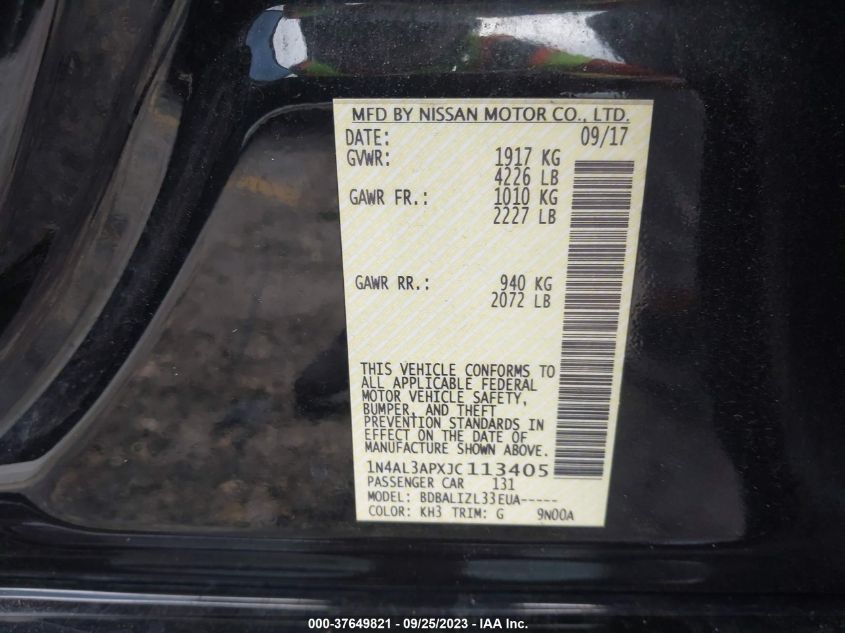 MFD BY NISSAN MOTOR CO., LTD.
DATE: 09/17
GVWR: 1917 KG
4226 LB
GAWR FR.: 1010 KG
2227 LB
GAWR RR.: 940 KG
2072 LB
THIS VEHICLE CONFORMS TO
ALL APPLICABLE FEDERAL
MOTOR VEHICLE SAFETY,
BUMPER, AND THEFT
PREVENTION STANDARDS IN
EFFECT ON THE DATE OF
MANUFACTURE SHOWN ABOVE.
1N4AL3APXJC113405
PASSENGER CAR 131
MODEL: BDBALIZL33EUA-----
COLOR: KH3 TRIM: G 9N00A
000-37649821 - 09/25/2023 - IAA Inc.